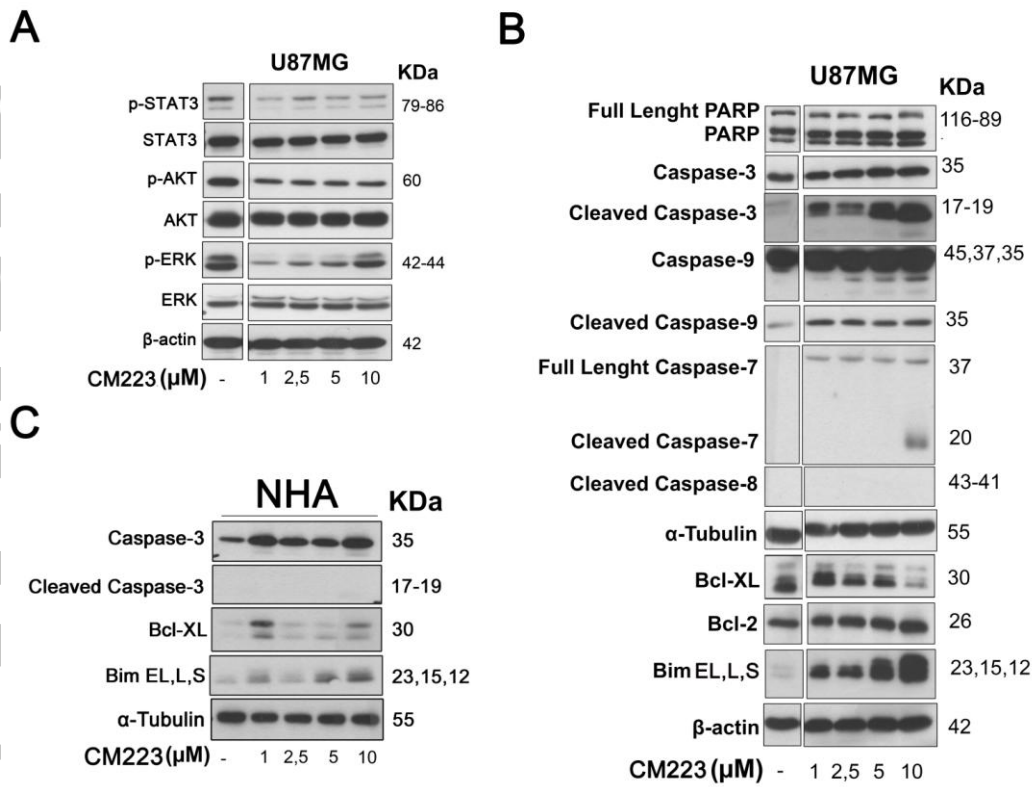 A
U87MG
KDa
p-STAT3 79-86
STAT3
p-AKT 60
AKT
p-ERK 42-44
ERK
β-actin 42
CM223 (μM) - 1 2,5 5 10
B
U87MG
KDa
Full Lenght PARP 116-89
PARP
Caspase-3 35
Cleaved Caspase-3 17-19
Caspase-9 45,37,35
Cleaved Caspase-9 35
Full Lenght Caspase-7 37
Cleaved Caspase-7 20
Cleaved Caspase-8 43-41
α-Tubulin 55
Bcl-XL 30
Bcl-2 26
Bim EL,L,S 23,15,12
β-actin 42
CM223 (μM) - 1 2,5 5 10
C
NHA
KDa
Caspase-3 35
Cleaved Caspase-3 17-19
Bcl-XL 30
Bim EL,L,S 23,15,12
α-Tubulin 55
CM223 (μM) - 1 2,5 5 10